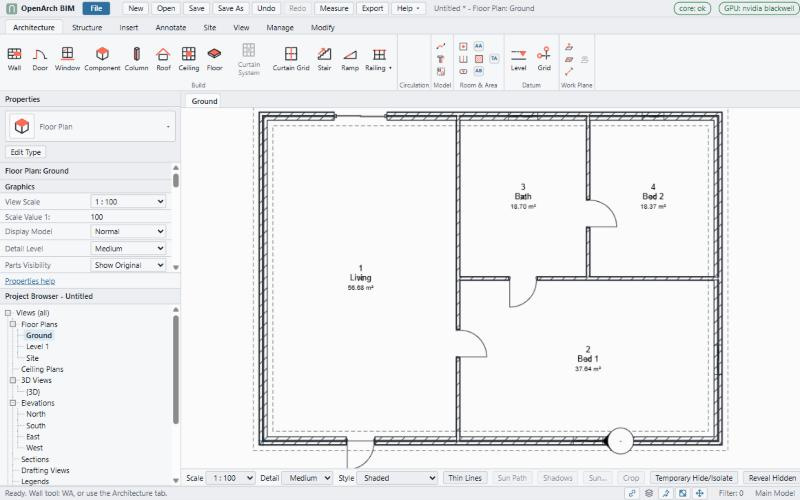 OpenArch BIM File New Open Save Save As Undo Redo Measure Export Help Untitled * - Floor Plan: Ground core: ok GPU: nvidia blackwell
Architecture Structure Insert Annotate Site View Manage Modify
Wall Door Window Component Column Roof Ceiling Floor Curtain System Curtain Grid Stair Ramp Railing Level Grid
AA
TA
AB
Build Circulation Model Room & Area Datum Work Plane
Properties
Ground
Floor Plan
Edit Type
Floor Plan: Ground
Graphics
View Scale 1 : 100
Scale Value 1: 100
Display Model Normal
Detail Level Medium
Parts Visibility Show Original
Properties help
Project Browser - Untitled
Views (all)
Floor Plans
Ground
Level 1
Site
Ceiling Plans
3D Views
{3D}
Elevations
North
South
East
West
Sections
Drafting Views
Legends
3
Bath
18.70 m²
4
Bed 2
18.37 m²
1
Living
56.68 m²
2
Bed 1
37.64 m²
Scale 1 : 100 Detail Medium Style Shaded Thin Lines Sun Path Shadows Sun... Crop Temporary Hide/Isolate Reveal Hidden
Ready. Wall tool: WA, or use the Architecture tab. Filter: 0 Main Model